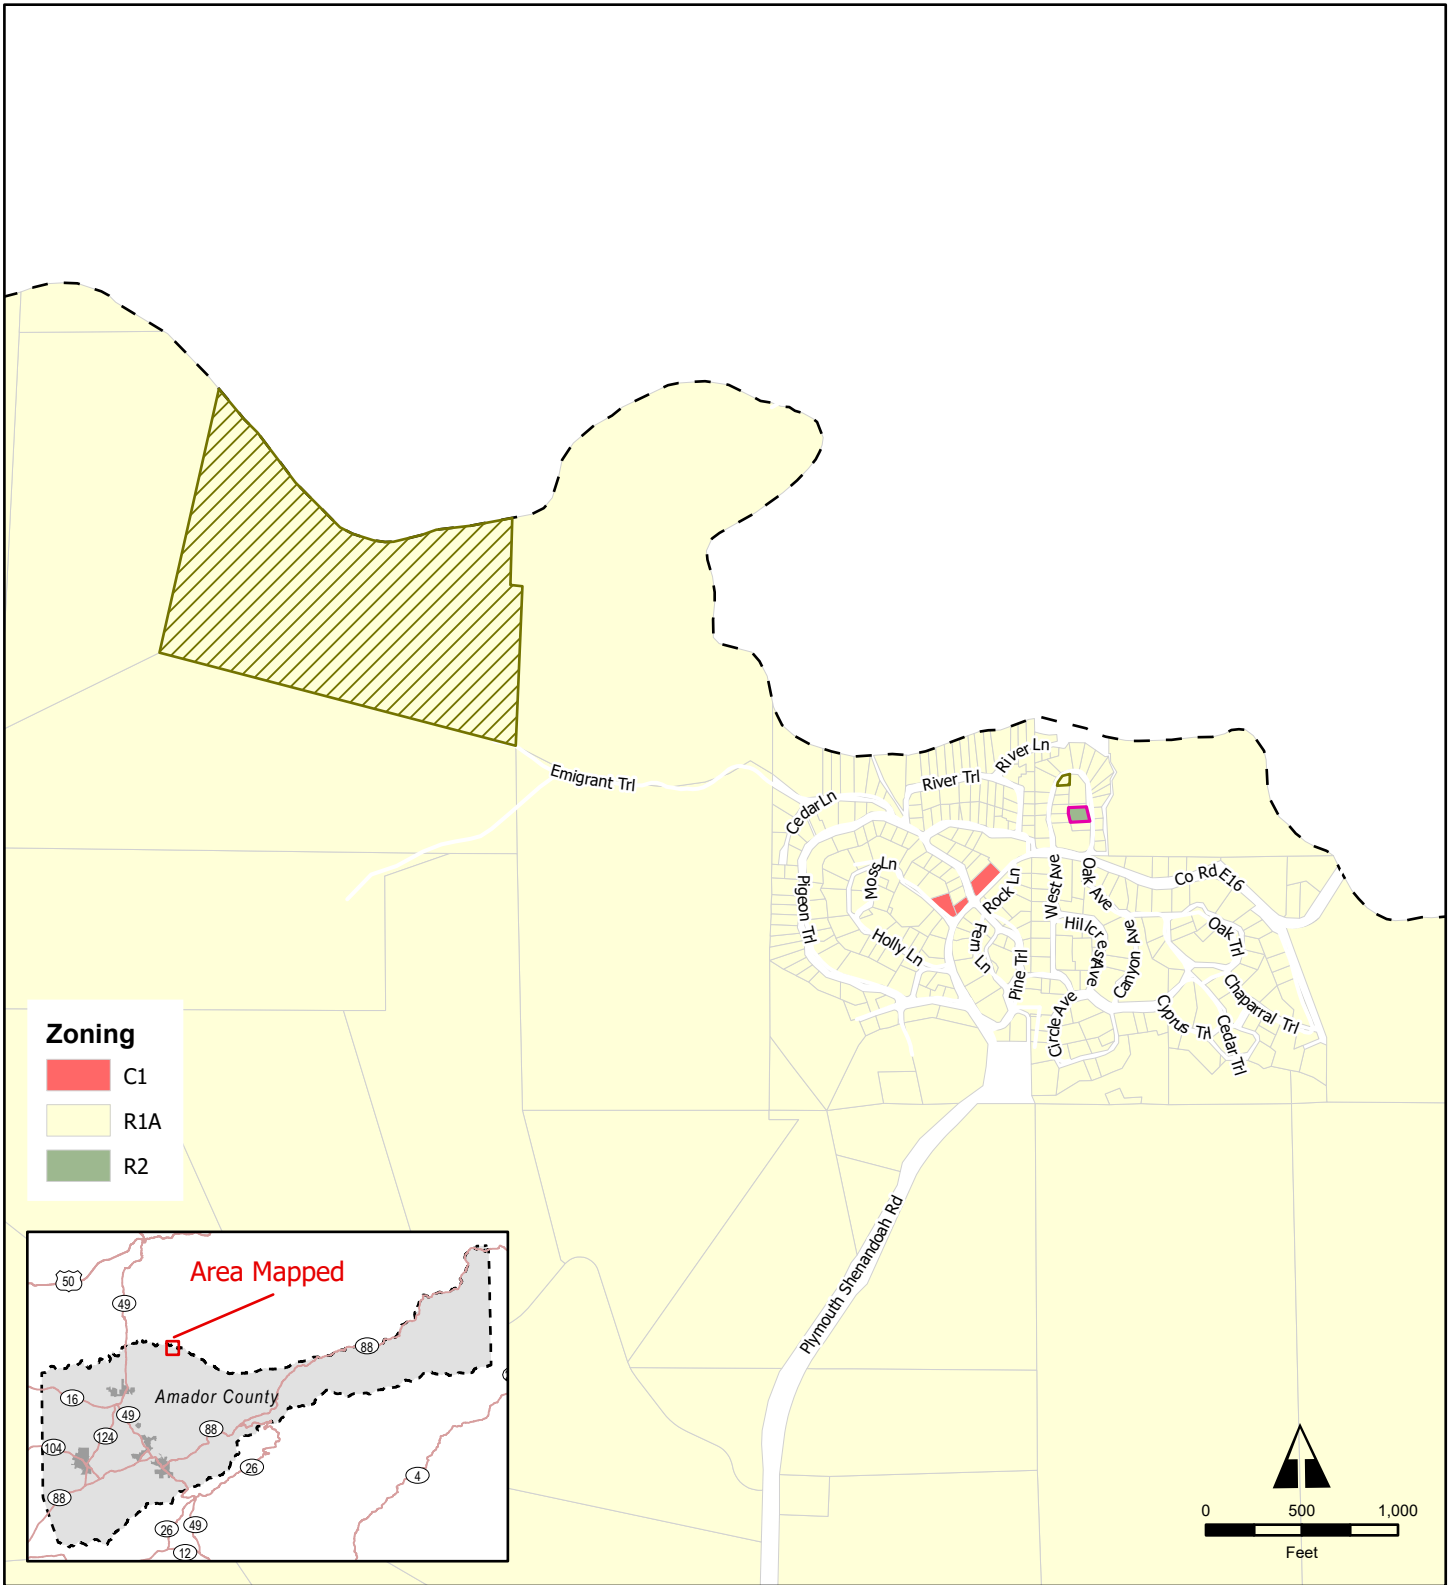 River Ln
River Trl
Emigrant Trl
Cedar Ln
Moss Ln
Pigeon Trl
Rock Ln
West Ave
Oak Ave
Co Rd E16
Holly Ln
Fern Ln
Pine Trl
Hillcrest Ave
Canyon Ave
Oak Trl
Circle Ave
Cyprus Trl
Chaparral Trl
Cedar Trl
Plymouth Shenandoah Rd
Zoning
C1
R1A
R2
Area Mapped
50
49
88
16
Amador County
49
88
124
104
26
4
88
26
49
12
0 500 1,000
Feet